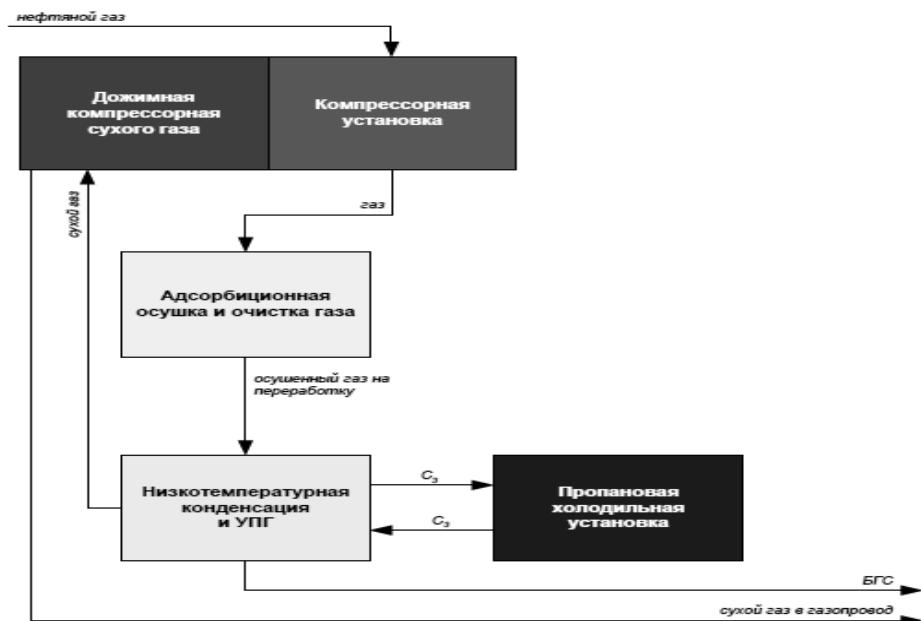 нефтяной газ
Дожимная
компрессорная
сухого газа
Компрессорная
установка
газ
сухой газ
Адсорбиционная
осушка и очистка газа
осушенный газ на
переработку
Низкотемпературная
конденсация
и УПГ
C₃
C₃
Пропановая
холодильная
установка
БГС
сухой газ в газопровод